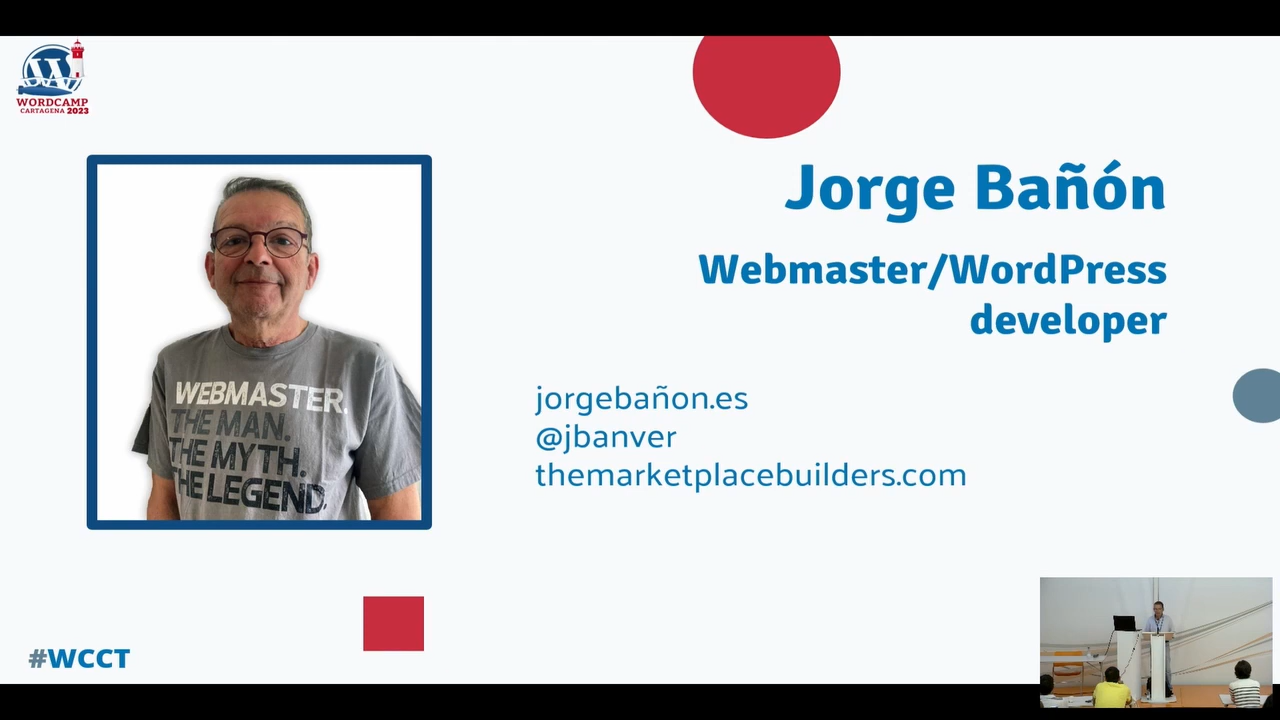 WORDCAMP
CARTAGENA 2023
Jorge Bañón
Webmaster/WordPress
developer
jorgebañon.es
@jbanver
themarketplacebuilders.com
WEBMASTER.
THE MAN.
THE MYTH.
THE LEGEND.
#WCCT